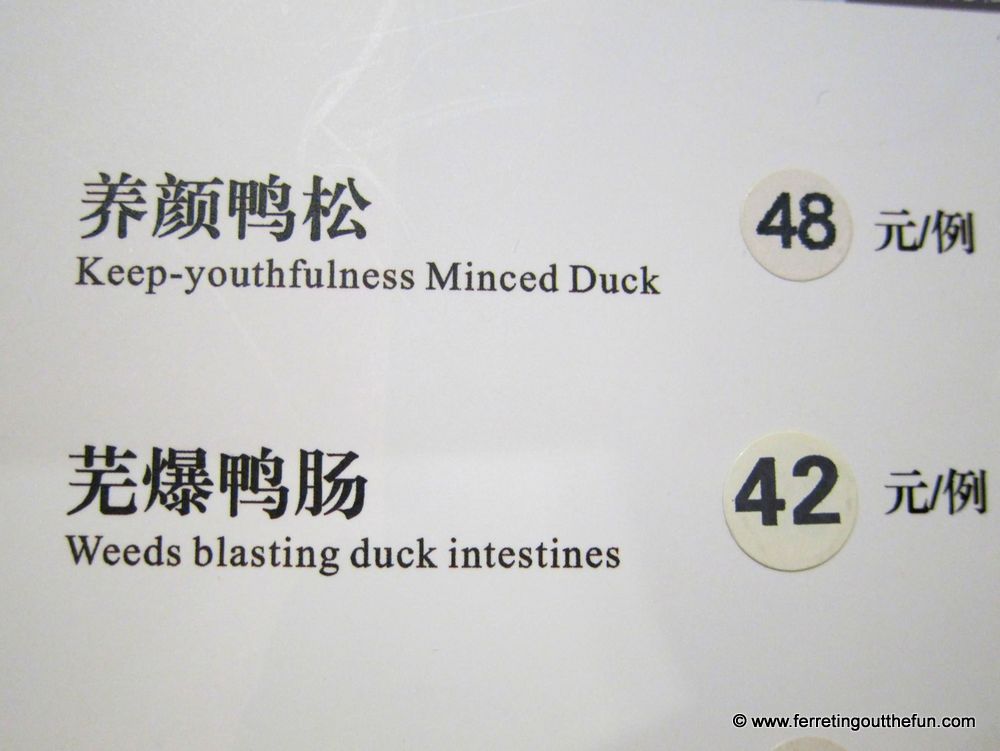 养颜鸭松 48 元/例
Keep-youthfulness Minced Duck
芜爆鸭肠 42 元/例
Weeds blasting duck intestines
© www.ferretingoutthefun.com